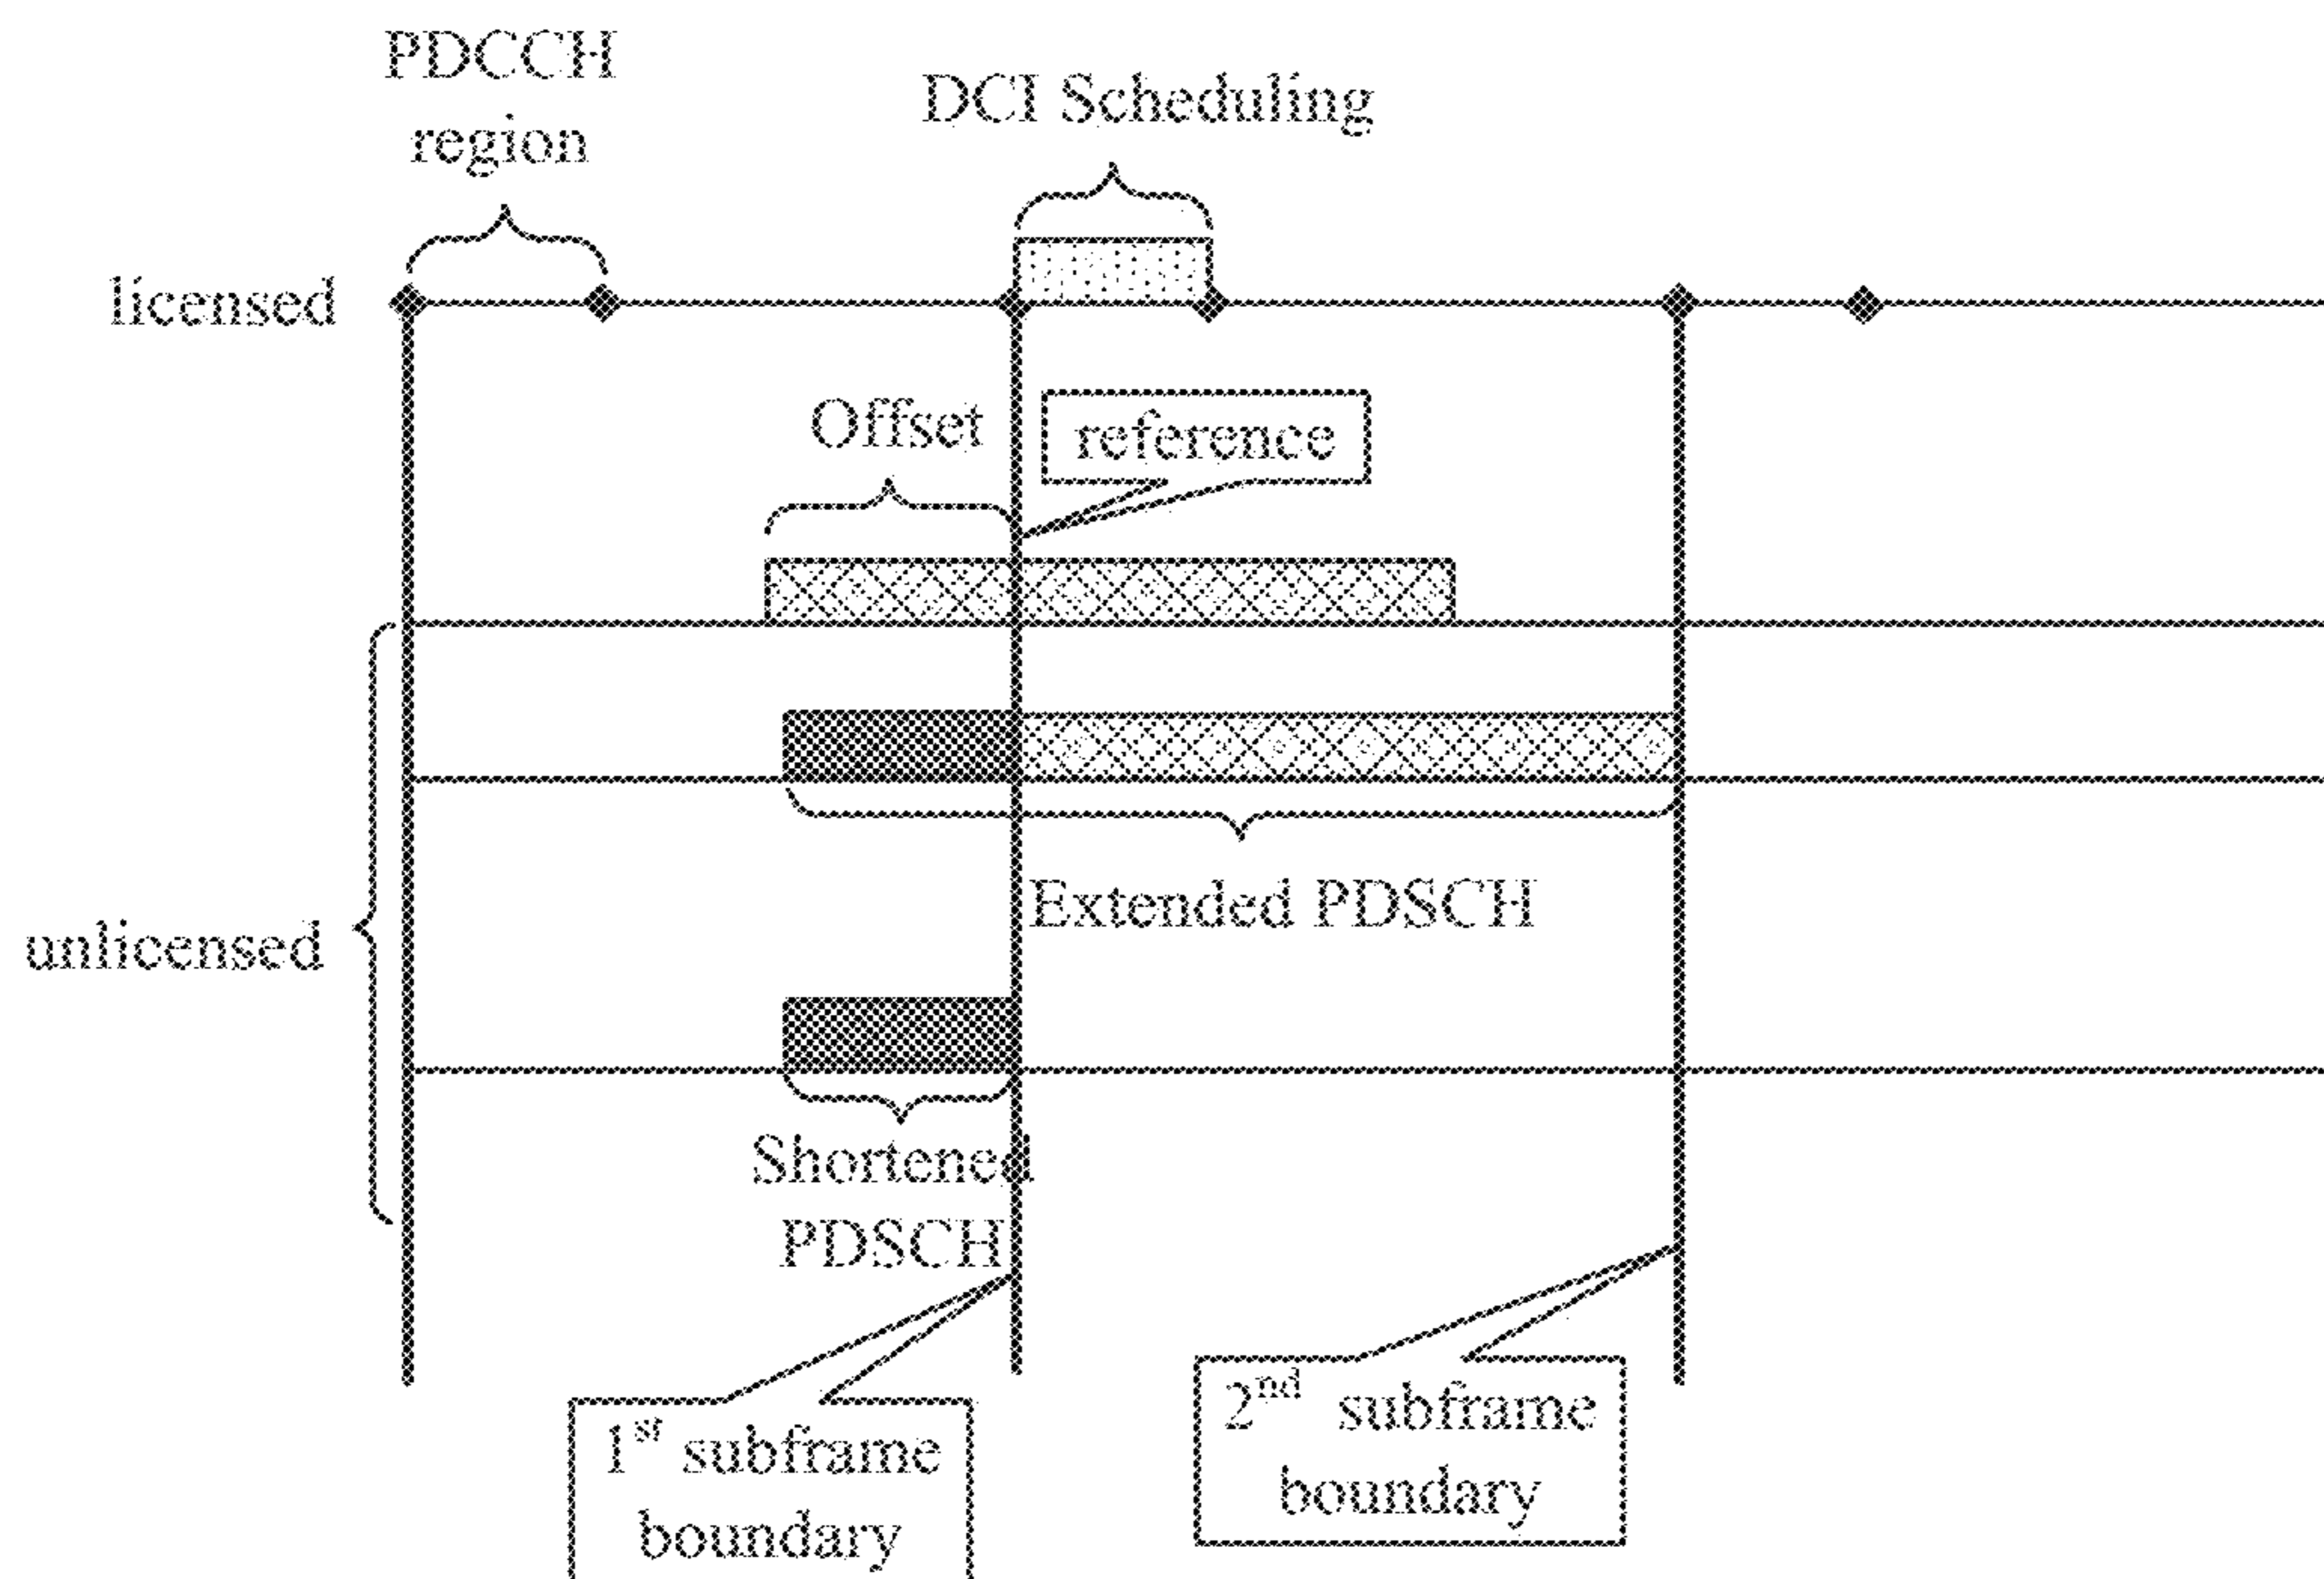 PDCCH
region
DCI Scheduling
licensed
Offset
reference
Extended PDSCH
unlicensed
Shortened
PDSCH
1st subframe
boundary
2nd subframe
boundary